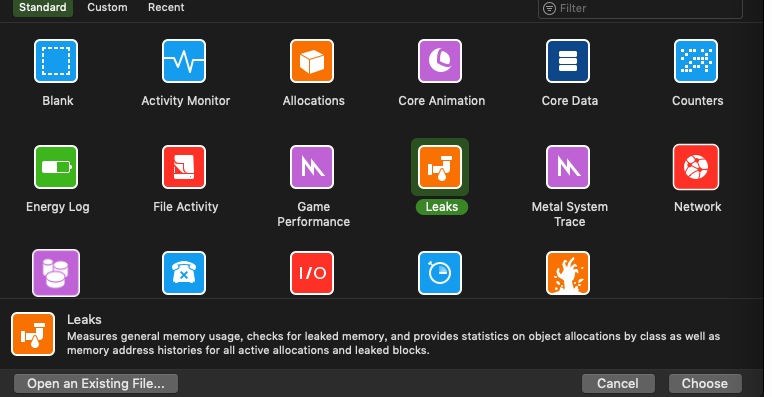 Standard Custom Recent Filter
Blank Activity Monitor Allocations Core Animation Core Data Counters
Energy Log File Activity Game Performance Leaks Metal System Trace Network
I/O
Leaks
Measures general memory usage, checks for leaked memory, and provides statistics on object allocations by class as well as
memory address histories for all active allocations and leaked blocks.
Open an Existing File... Cancel Choose